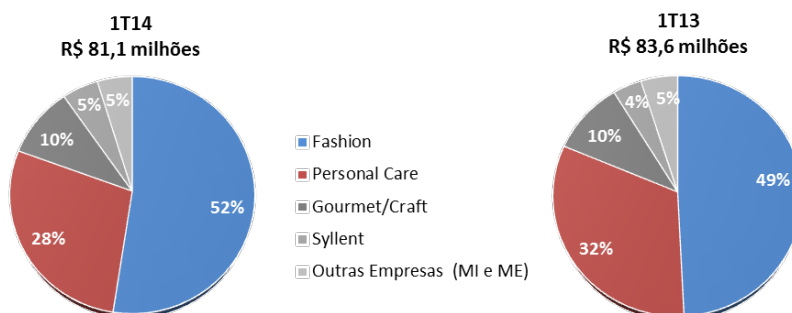 1T14
R$ 81,1 milhões
5%
5%
10%
52%
28%
Fashion
Personal Care
Gourmet/Craft
Syllent
Outras Empresas (MI e ME)
1T13
R$ 83,6 milhões
4%
5%
10%
49%
32%